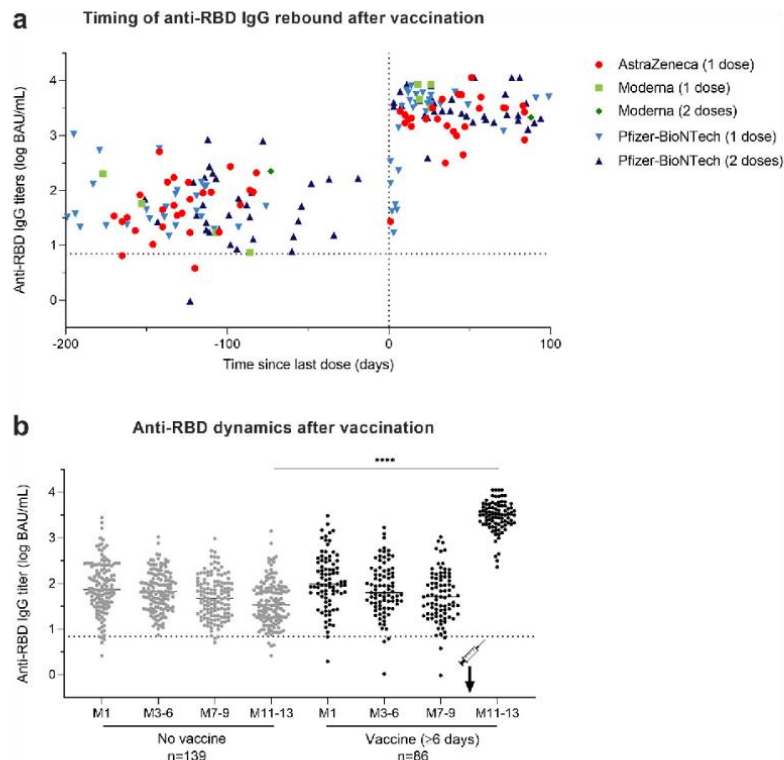 a
Timing of anti-RBD IgG rebound after vaccination
Anti-RBD IgG titers (log BAU/mL)
4
3
2
1
0
-200
-100
0
100
Time since last dose (days)
AstraZeneca (1 dose)
Moderna (1 dose)
Moderna (2 doses)
Pfizer-BioNTech (1 dose)
Pfizer-BioNTech (2 doses)
b
Anti-RBD dynamics after vaccination
****
Anti-RBD IgG titer (log BAU/mL)
4
3
2
1
0
M1 M3-6 M7-9 M11-13 M1 M3-6 M7-9 M11-13
No vaccine Vaccine (>6 days)
n=139 n=86